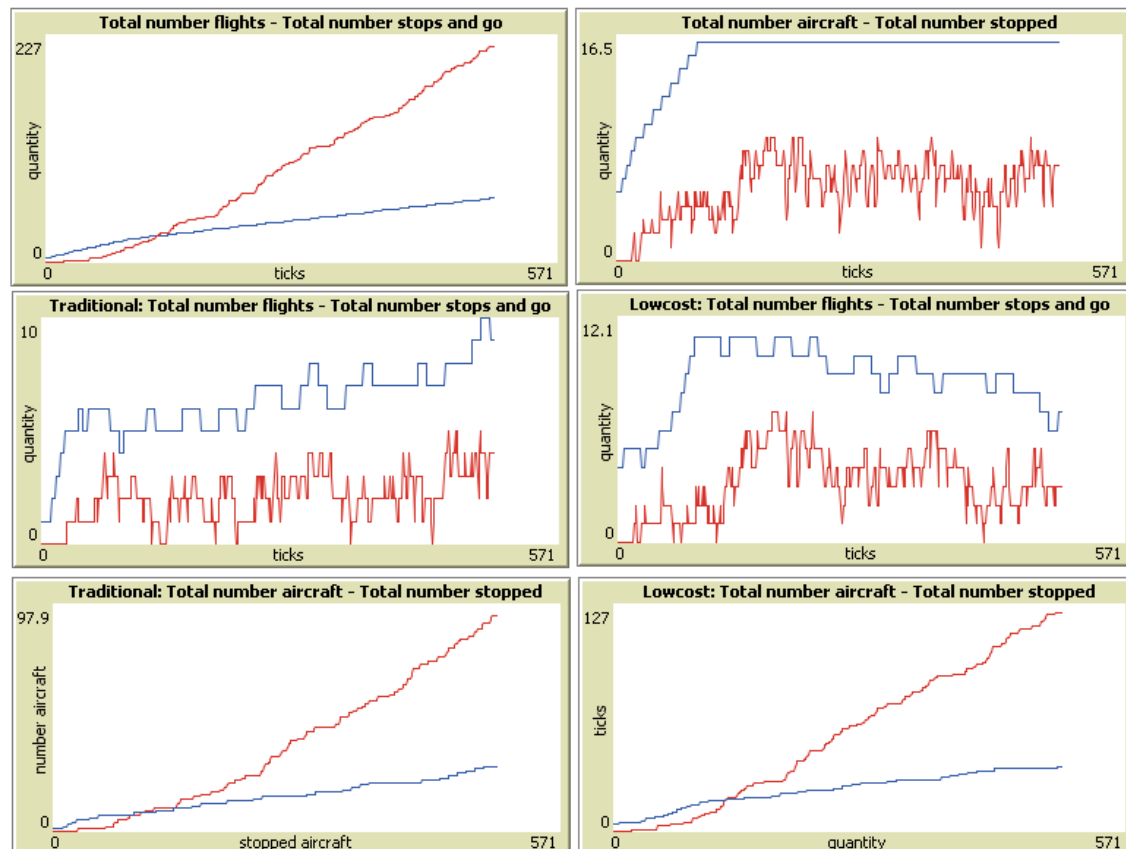 Total number flights - Total number stops and go
227
quantity
0
0
ticks
571
Total number aircraft - Total number stopped
16.5
quantity
0
0
ticks
571
Traditional: Total number flights - Total number stops and go
10
quantity
0
0
ticks
571
Lowcost: Total number flights - Total number stops and go
12.1
quantity
0
0
ticks
571
Traditional: Total number aircraft - Total number stopped
97.9
number aircraft
0
0
stopped aircraft
571
Lowcost: Total number aircraft - Total number stopped
127
ticks
0
0
quantity
571